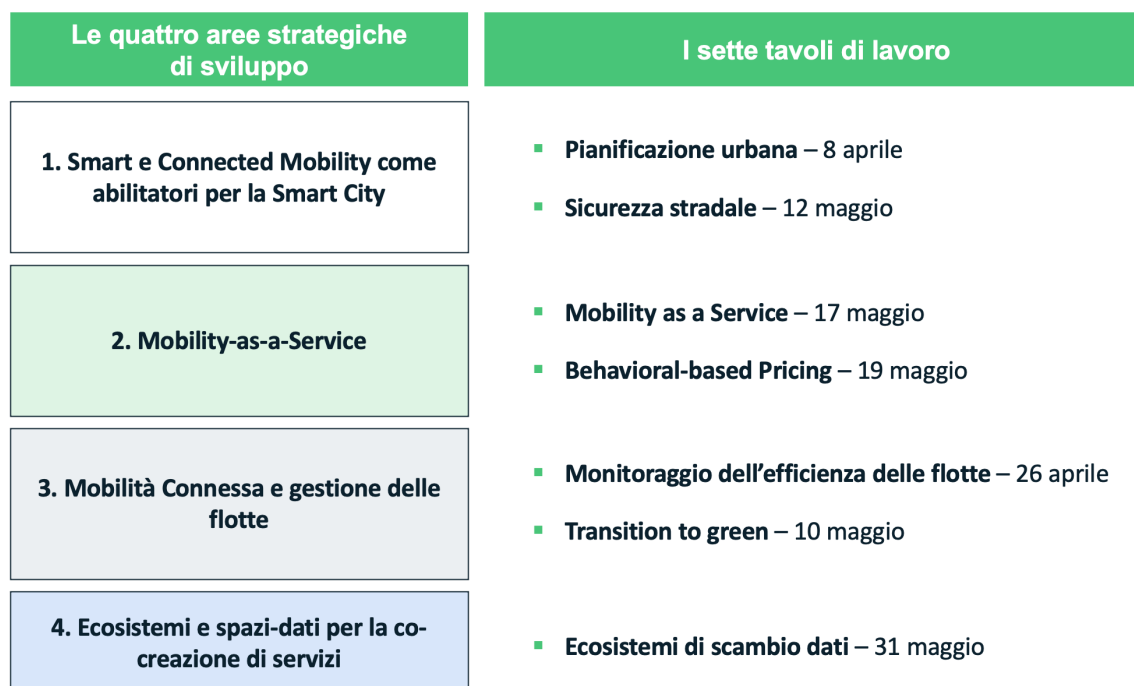 Le quattro aree strategiche
di sviluppo
I sette tavoli di lavoro
1. Smart e Connected Mobility come
abilitatori per la Smart City
▪ Pianificazione urbana – 8 aprile
▪ Sicurezza stradale – 12 maggio
2. Mobility-as-a-Service
▪ Mobility as a Service – 17 maggio
▪ Behavioral-based Pricing – 19 maggio
3. Mobilità Connessa e gestione delle
flotte
▪ Monitoraggio dell’efficienza delle flotte – 26 aprile
▪ Transition to green – 10 maggio
4. Ecosistemi e spazi-dati per la co-
creazione di servizi
▪ Ecosistemi di scambio dati – 31 maggio